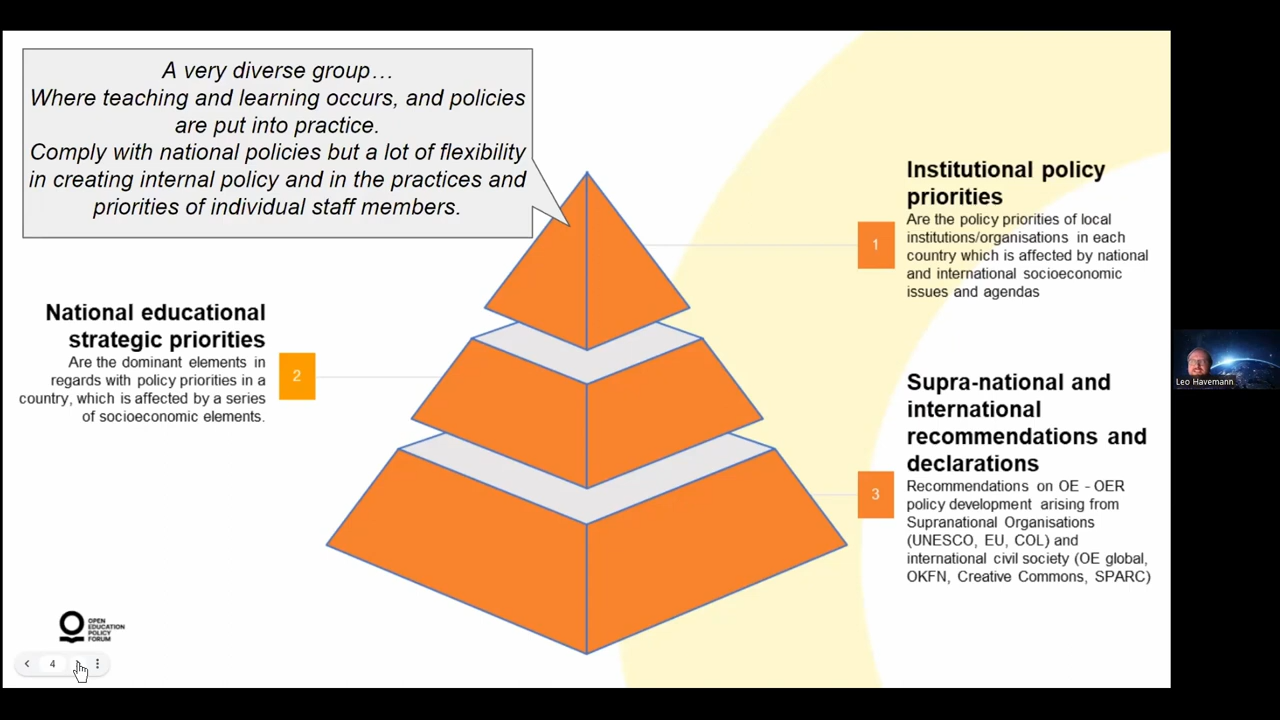 A very diverse group…
Where teaching and learning occurs, and policies
are put into practice.
Comply with national policies but a lot of flexibility
in creating internal policy and in the practices and
priorities of individual staff members.
Institutional policy
priorities
Are the policy priorities of local
institutions/organisations in each
country which is affected by national
and international socioeconomic
issues and agendas
1
National educational
strategic priorities
Are the dominant elements in
regards with policy priorities in a
country, which is affected by a series
of socioeconomic elements.
2
Supra-national and
international
recommendations and
declarations
Recommendations on OE - OER
policy development arising from
Supranational Organisations
(UNESCO, EU, COL) and
international civil society (OE global,
OKFN, Creative Commons, SPARC)
3
Leo Havemann
OPEN
EDUCATION
POLICY
FORUM
4